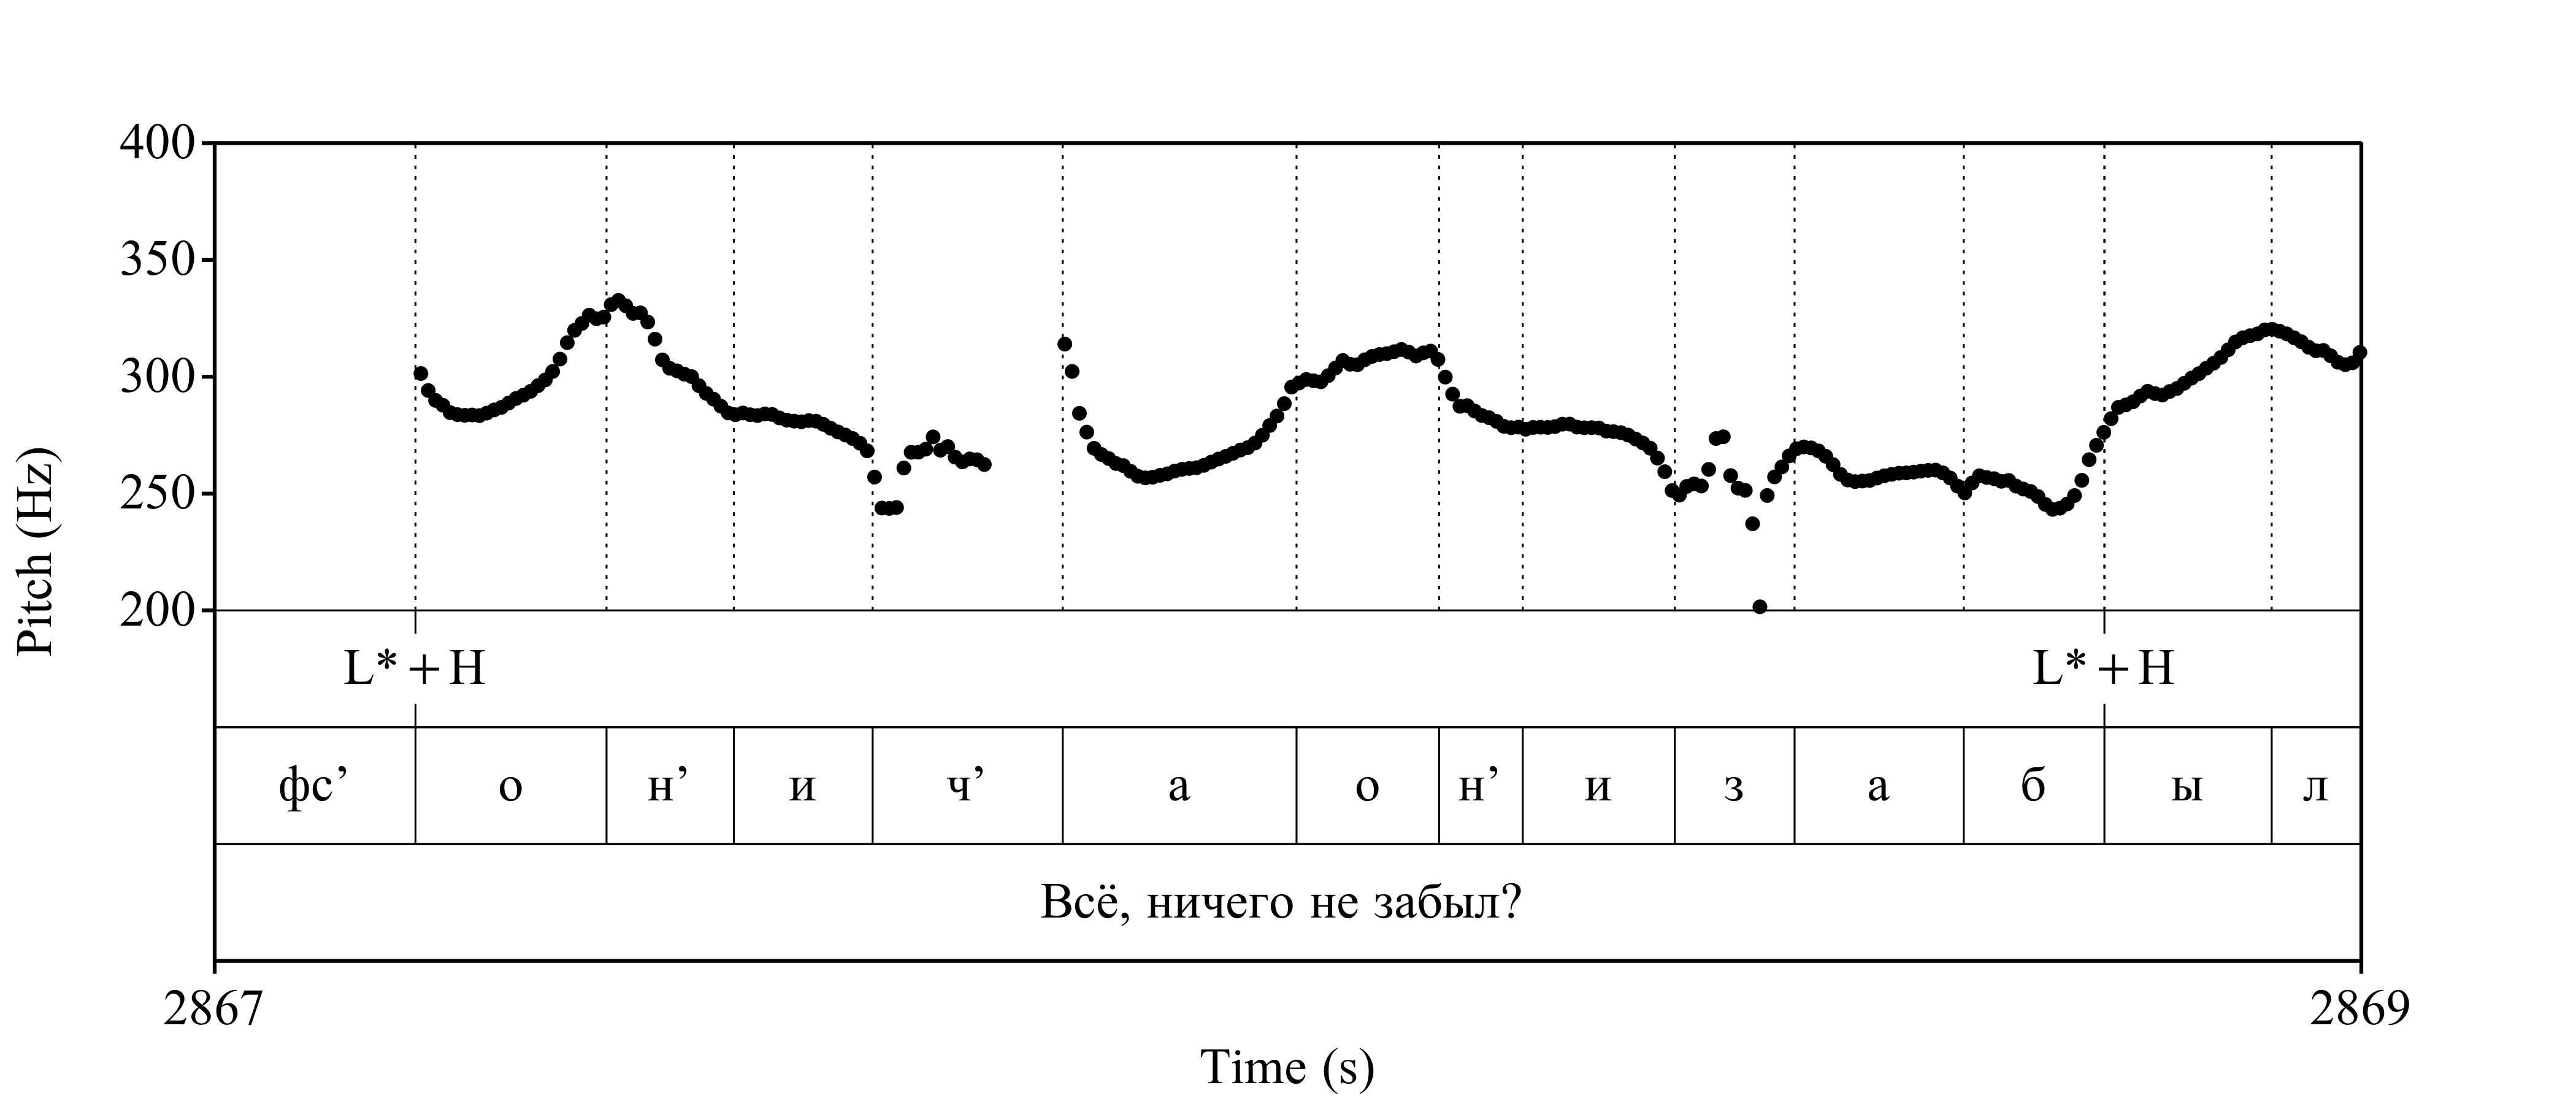 400
350
300
250
200
Pitch (Hz)
L* + H L* + H
фс’ о н’ и ч’ а о н’ и з а б ы л
Всё, ничего не забыл?
2867 2869
Time (s)